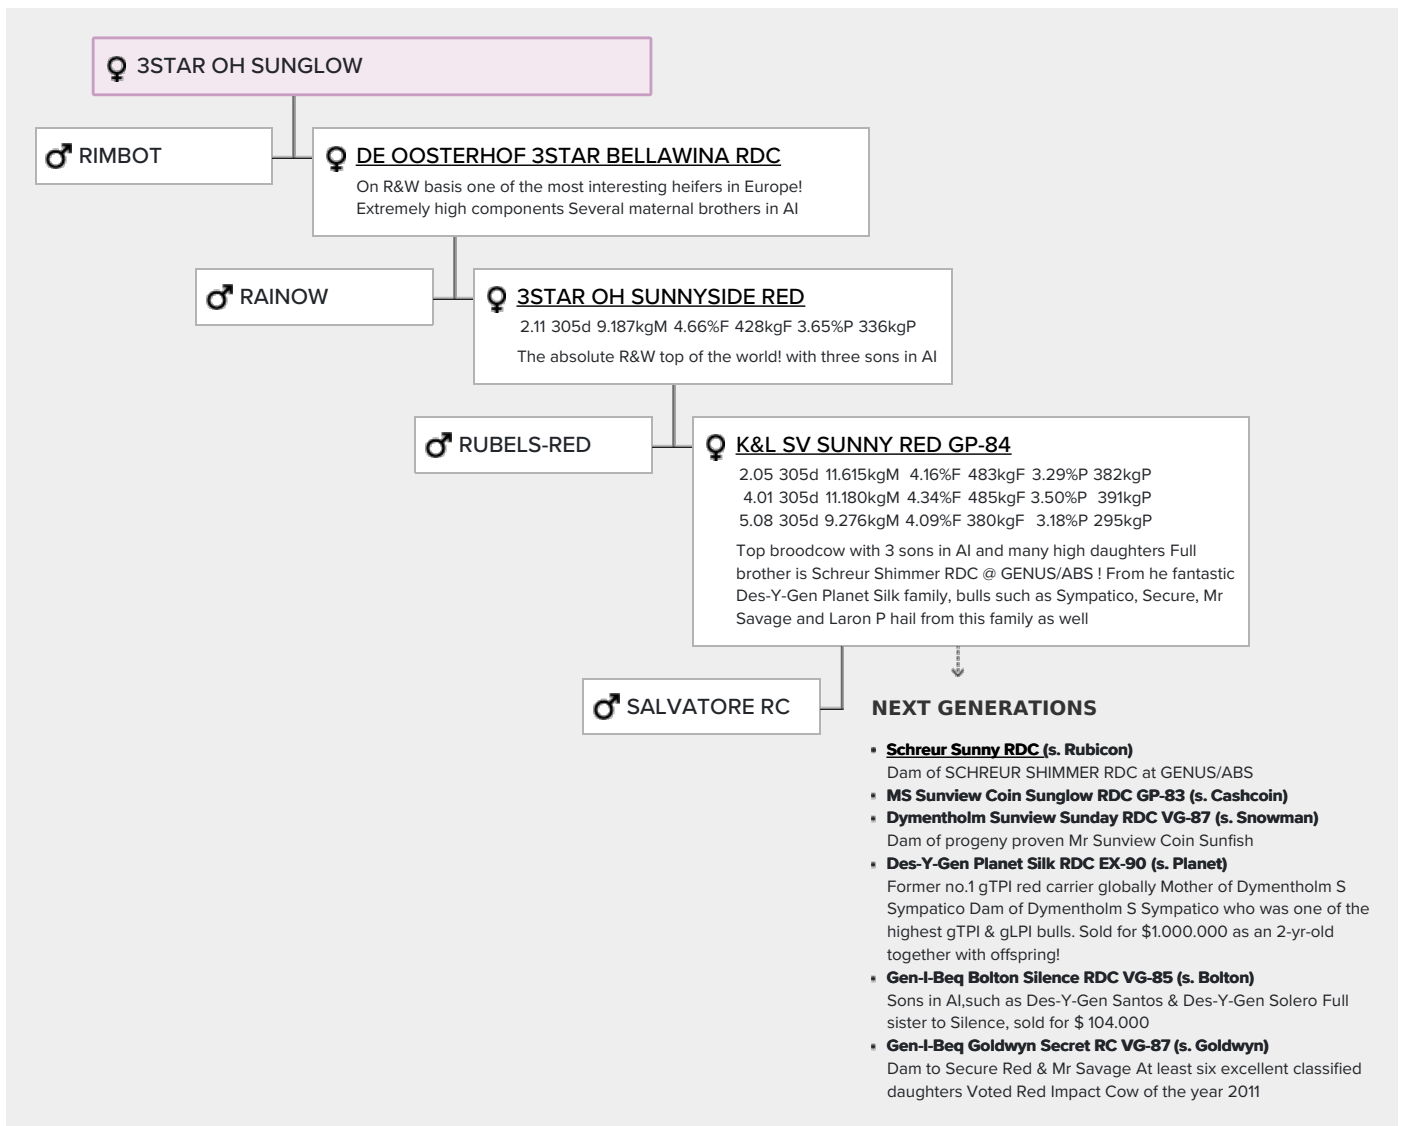 3STAR OH SUNGLOW
RIMBOT
DE OOSTERHOF 3STAR BELLAWINA RDC
On R&W basis one of the most interesting heifers in Europe!
Extremely high components Several maternal brothers in AI
RAINOW
3STAR OH SUNNYSIDE RED
2.11 305d 9.187kgM 4.66%F 428kgF 3.65%P 336kgP
The absolute R&W top of the world! with three sons in AI
RUBELS-RED
K&L SV SUNNY RED GP-84
2.05 305d 11.615kgM 4.16%F 483kgF 3.29%P 382kgP
4.01 305d 11.180kgM 4.34%F 485kgF 3.50%P 391kgP
5.08 305d 9.276kgM 4.09%F 380kgF 3.18%P 295kgP
Top broodcow with 3 sons in AI and many high daughters Full
brother is Schreur Shimmer RDC @ GENUS/ABS ! From he fantastic
Des-Y-Gen Planet Silk family, bulls such as Sympatico, Secure, Mr
Savage and Laron P hail from this family as well
SALVATORE RC
NEXT GENERATIONS
Schreur Sunny RDC (s. Rubicon)
Dam of SCHREUR SHIMMER RDC at GENUS/ABS
MS Sunview Coin Sunglow RDC GP-83 (s. Cashcoin)
Dymentholm Sunview Sunday RDC VG-87 (s. Snowman)
Dam of progeny proven Mr Sunview Coin Sunfish
Des-Y-Gen Planet Silk RDC EX-90 (s. Planet)
Former no.1 gTPI red carrier globally Mother of Dymentholm S
Sympatico Dam of Dymentholm S Sympatico who was one of the
highest gTPI & gLPI bulls. Sold for $1.000.000 as an 2-yr-old
together with offspring!
Gen-I-Beq Bolton Silence RDC VG-85 (s. Bolton)
Sons in AI,such as Des-Y-Gen Santos & Des-Y-Gen Solero Full
sister to Silence, sold for $ 104.000
Gen-I-Beq Goldwyn Secret RC VG-87 (s. Goldwyn)
Dam to Secure Red & Mr Savage At least six excellent classified
daughters Voted Red Impact Cow of the year 2011